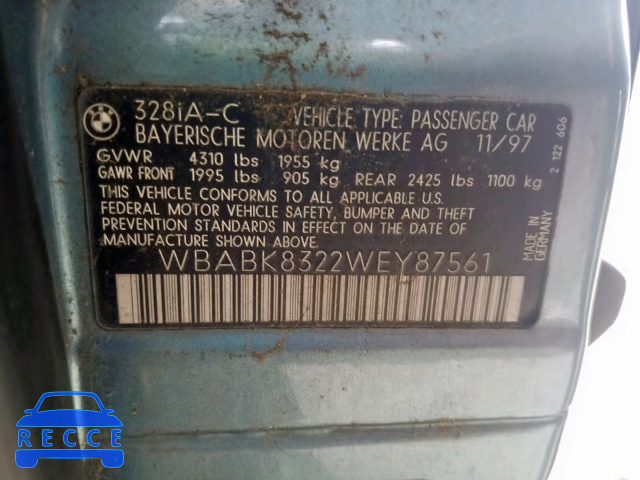 BMW
328iA-C VEHICLE TYPE: PASSENGER CAR
BAYERISCHE MOTOREN WERKE AG 11/97
GVWR 4310 lbs 1955 kg
GAWR FRONT 1995 lbs 905 kg REAR 2425 lbs 1100 kg
THIS VEHICLE CONFORMS TO ALL APPLICABLE U.S.
FEDERAL MOTOR VEHICLE SAFETY, BUMPER AND THEFT
PREVENTION STANDARDS IN EFFECT ON THE DATE OF
MANUFACTURE SHOWN ABOVE.
WBABK8322WEY87561
2 122 606
MADE IN
GERMANY
RECCE